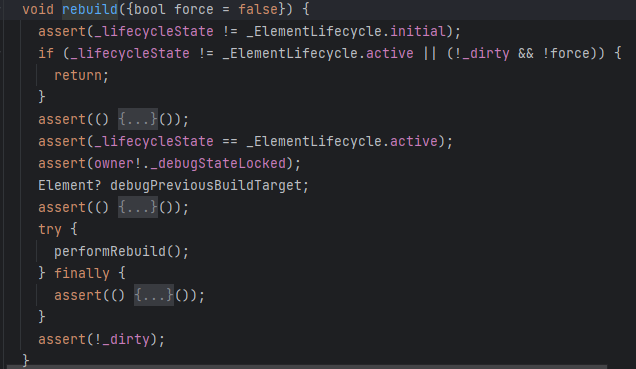 void rebuild({bool force = false}) {
  assert(_lifecycleState != _ElementLifecycle.initial);
  if (_lifecycleState != _ElementLifecycle.active || (!_dirty && !force)) {
    return;
  }
  assert(() {...}());
  assert(_lifecycleState == _ElementLifecycle.active);
  assert(owner!._debugStateLocked);
  Element? debugPreviousBuildTarget;
  assert(() {...}());
  try {
    performRebuild();
  } finally {
    assert(() {...}());
  }
  assert(!_dirty);
}